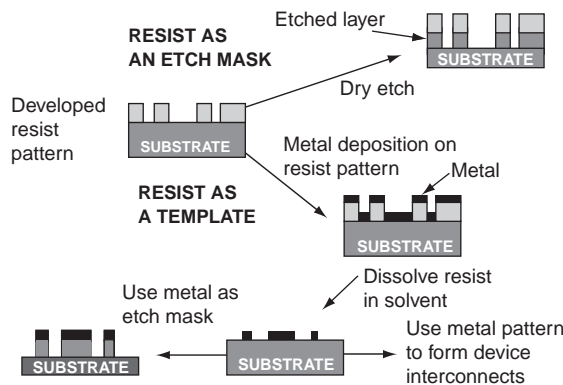 Etched layer
RESIST AS
AN ETCH MASK
SUBSTRATE
Dry etch
Developed
resist
pattern
SUBSTRATE
Metal deposition on
resist pattern
Metal
RESIST AS
A TEMPLATE
SUBSTRATE
Dissolve resist
in solvent
Use metal as
etch mask
SUBSTRATE
SUBSTRATE
Use metal pattern
to form device
interconnects